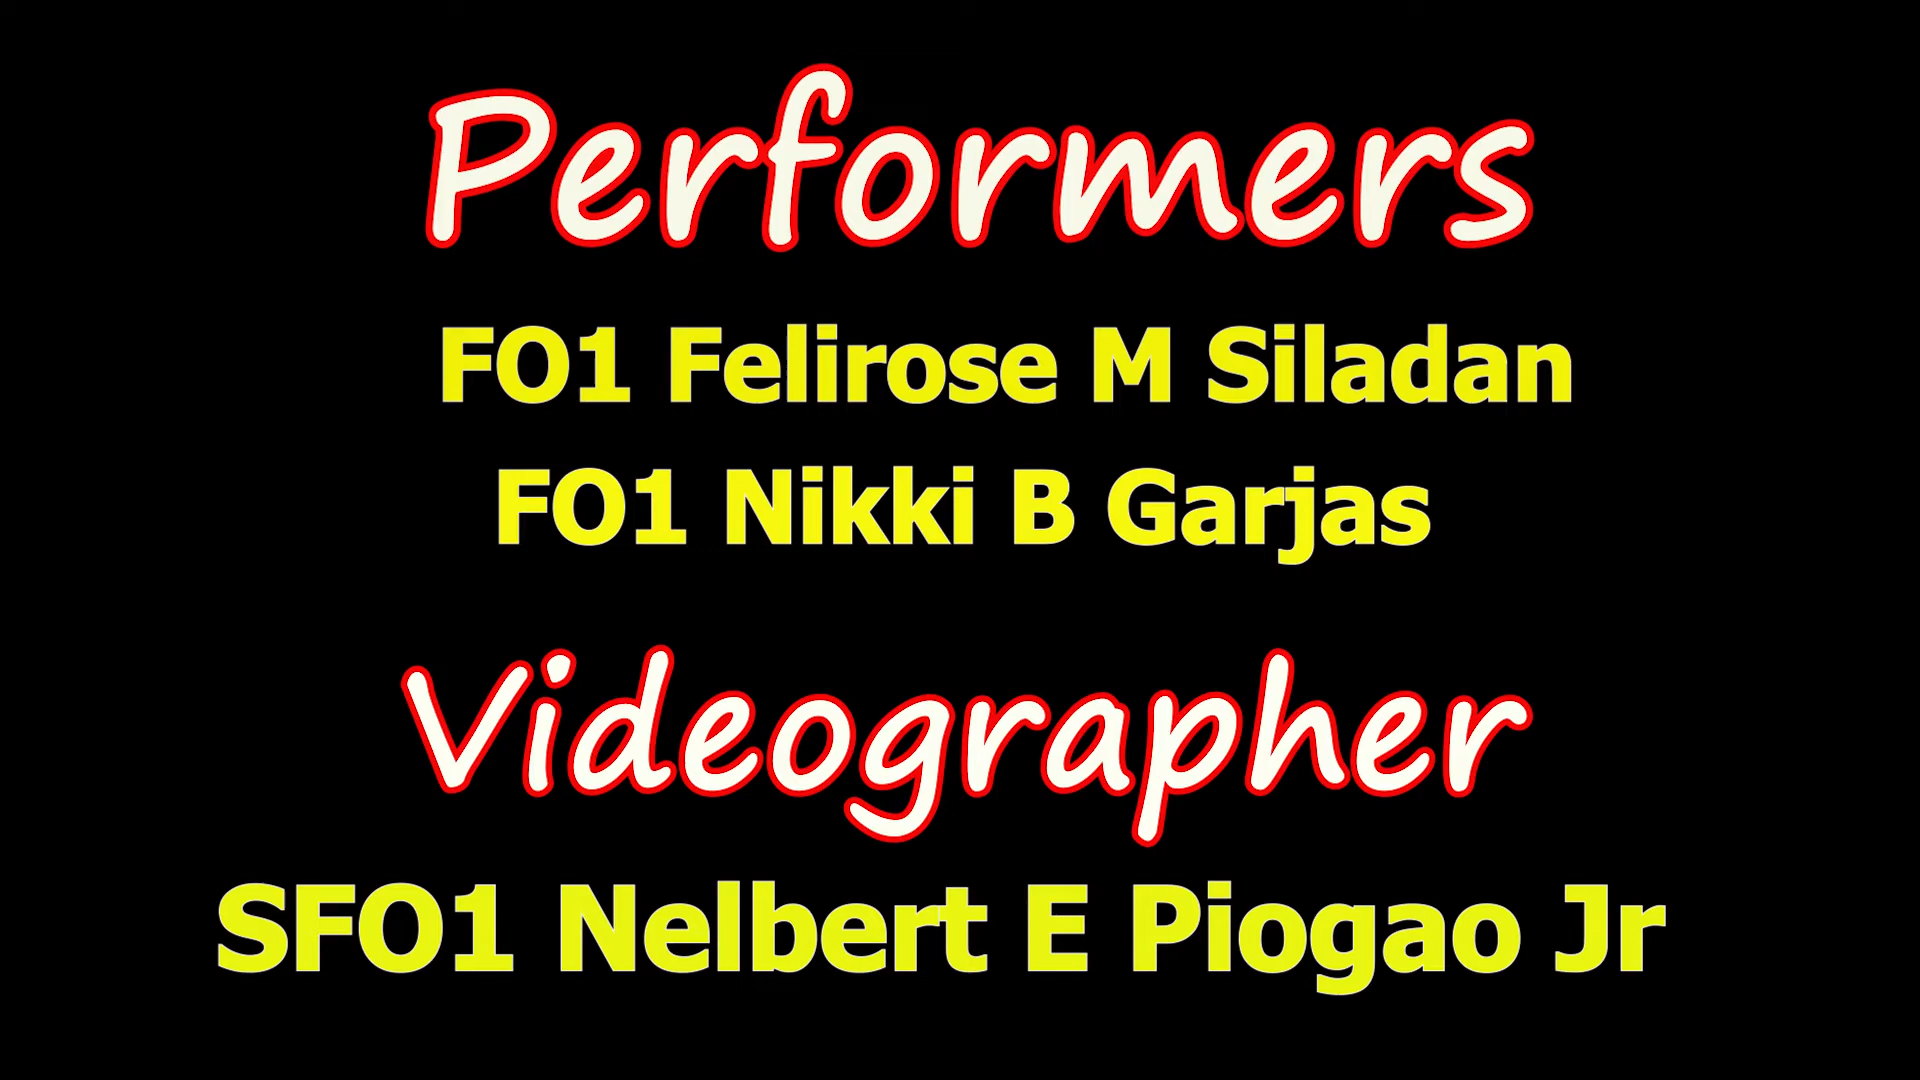 Performers
FO1 Felirose M Siladan
FO1 Nikki B Garjas
Videographer
SFO1 Nelbert E Piogao Jr